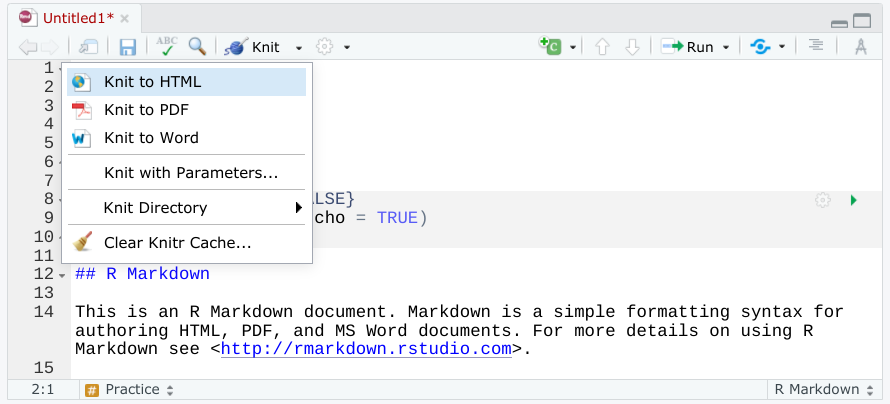 Untitled1*
ABC
Knit
C
Run
1
2
3
4
5
6
7
8 LSE}
9 cho = TRUE)
10
11
Knit to HTML
Knit to PDF
Knit to Word
Knit with Parameters...
Knit Directory
Clear Knitr Cache...
12 ## R Markdown
13
14 This is an R Markdown document. Markdown is a simple formatting syntax for
authoring HTML, PDF, and MS Word documents. For more details on using R
Markdown see <http://rmarkdown.rstudio.com>.
15
2:1 # Practice R Markdown